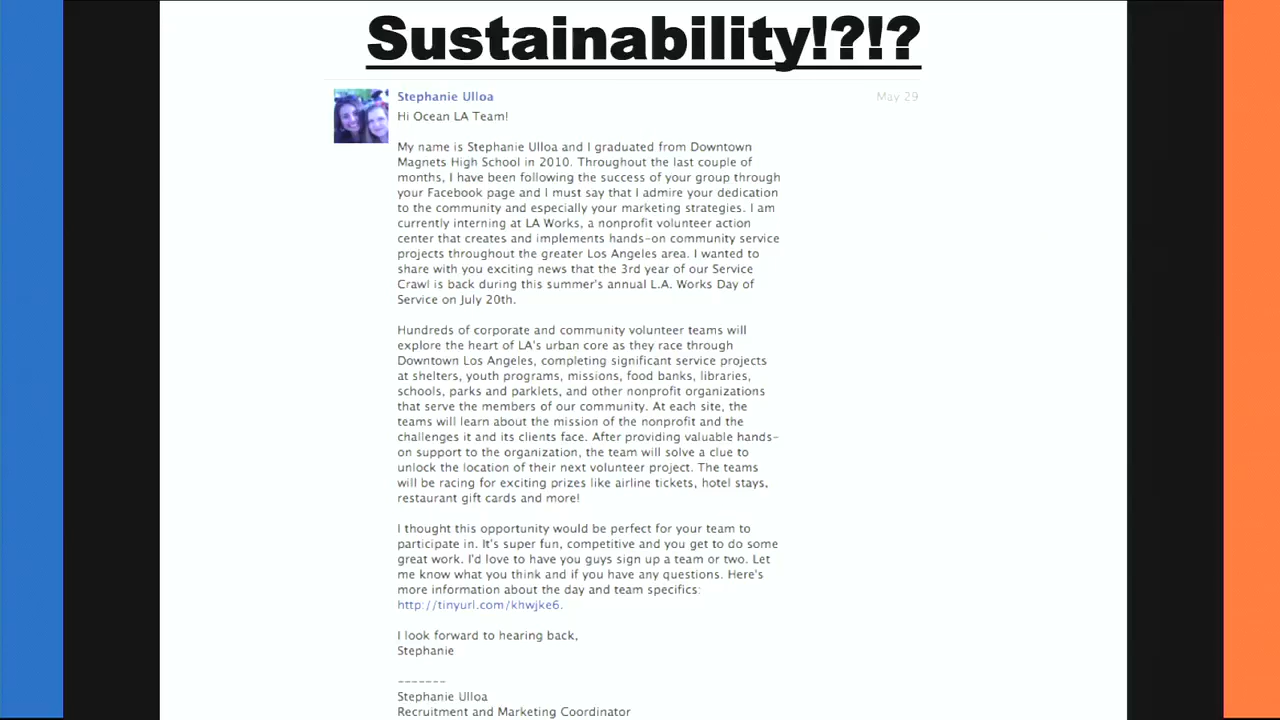 Sustainability!?!?
Stephanie Ulloa
May 29
Hi Ocean LA Team!
My name is Stephanie Ulloa and I graduated from Downtown
Magnets High School in 2010. Throughout the last couple of
months, I have been following the success of your group through
your Facebook page and I must say that I admire your dedication
to the community and especially your marketing strategies. I am
currently interning at LA Works, a nonprofit volunteer action
center that creates and implements hands-on community service
projects throughout the greater Los Angeles area. I wanted to
share with you exciting news that the 3rd year of our Service
Crawl is back during this summer's annual L.A. Works Day of
Service on July 20th.
Hundreds of corporate and community volunteer teams will
explore the heart of LA's urban core as they race through
Downtown Los Angeles, completing significant service projects
at shelters, youth programs, missions, food banks, libraries,
schools, parks and parklets, and other nonprofit organizations
that serve the members of our community. At each site, the
teams will learn about the mission of the nonprofit and the
challenges it and its clients face. After providing valuable hands-
on support to the organization, the team will solve a clue to
unlock the location of their next volunteer project. The teams
will be racing for exciting prizes like airline tickets, hotel stays,
restaurant gift cards and more!
I thought this opportunity would be perfect for your team to
participate in. It's super fun, competitive and you get to do some
great work. I'd love to have you guys sign up a team or two. Let
me know what you think and if you have any questions. Here's
more information about the day and team specifics:
http://tinyurl.com/khwjke6.
I look forward to hearing back,
Stephanie
-------
Stephanie Ulloa
Recruitment and Marketing Coordinator